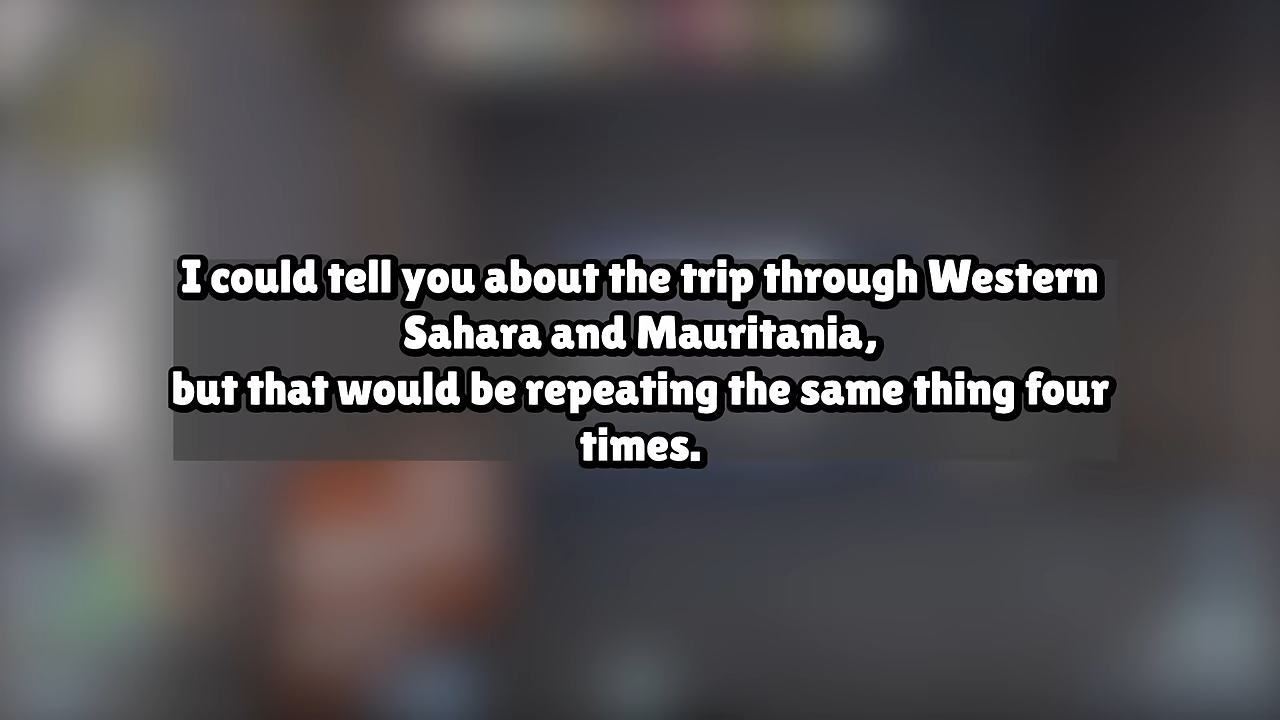 I could tell you about the trip through Western
Sahara and Mauritania,
but that would be repeating the same thing four
times.